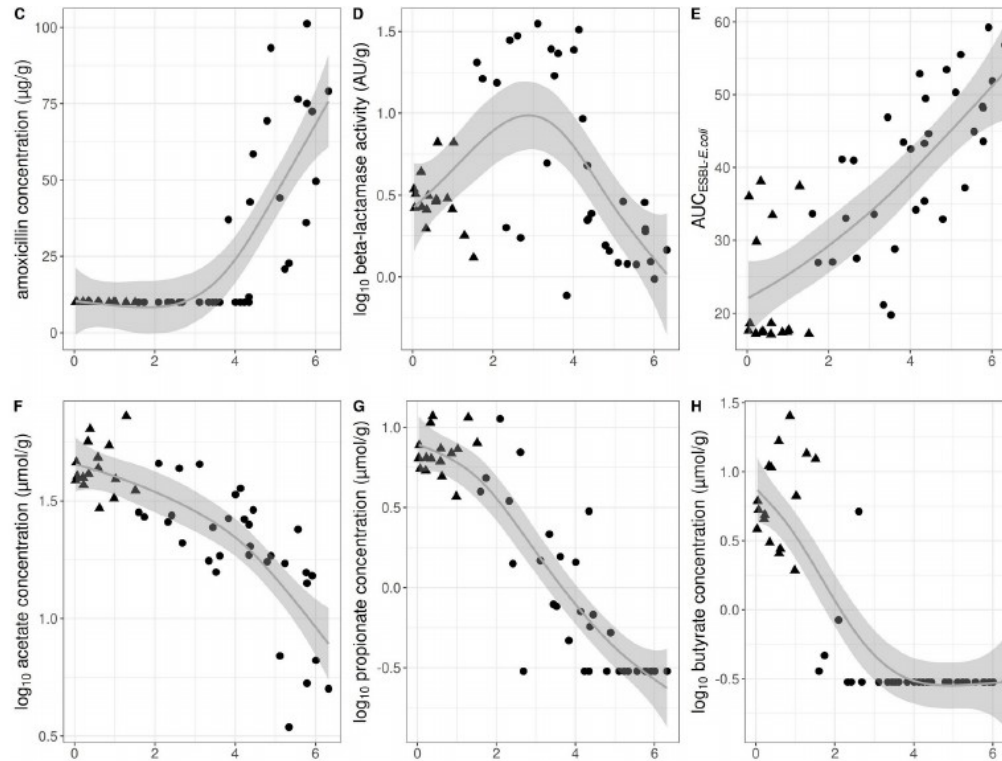 C
amoxicillin concentration (µg/g)
100
75
50
25
0
0 2 4 6
D
log₁₀ beta-lactamase activity (AU/g)
1.5
1.0
0.5
0.0
0 2 4 6
E
AUC_ESBL-E.coli
60
50
40
30
20
0 2 4 6
F
log₁₀ acetate concentration (µmol/g)
1.5
1.0
0.5
0 2 4 6
G
log₁₀ propionate concentration (µmol/g)
1.0
0.5
0.0
-0.5
0 2 4 6
H
log₁₀ butyrate concentration (µmol/g)
1.5
1.0
0.5
0.0
-0.5
0 2 4 6